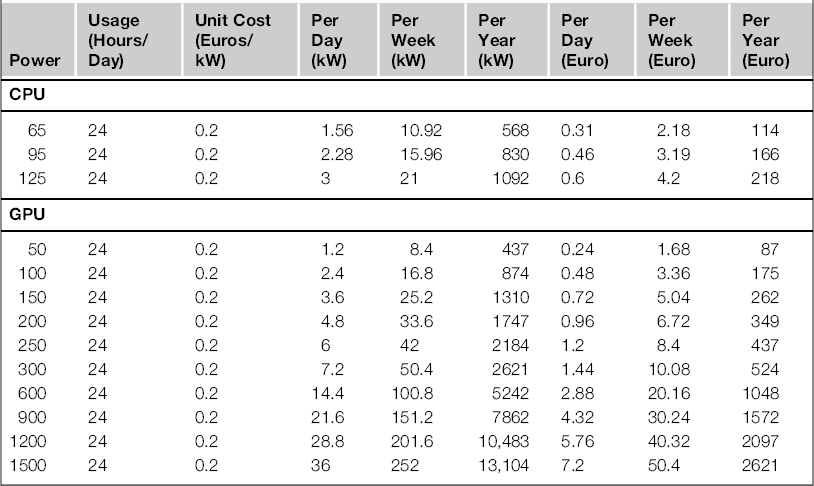 Power Usage (Hours/ Day) Unit Cost (Euros/ kW) Per Day (kW) Per Week (kW) Per Year (kW) Per Day (Euro) Per Week (Euro) Per Year (Euro)
CPU
65 24 0.2 1.56 10.92 568 0.31 2.18 114
95 24 0.2 2.28 15.96 830 0.46 3.19 166
125 24 0.2 3 21 1092 0.6 4.2 218
GPU
50 24 0.2 1.2 8.4 437 0.24 1.68 87
100 24 0.2 2.4 16.8 874 0.48 3.36 175
150 24 0.2 3.6 25.2 1310 0.72 5.04 262
200 24 0.2 4.8 33.6 1747 0.96 6.72 349
250 24 0.2 6 42 2184 1.2 8.4 437
300 24 0.2 7.2 50.4 2621 1.44 10.08 524
600 24 0.2 14.4 100.8 5242 2.88 20.16 1048
900 24 0.2 21.6 151.2 7862 4.32 30.24 1572
1200 24 0.2 28.8 201.6 10,483 5.76 40.32 2097
1500 24 0.2 36 252 13,104 7.2 50.4 2621